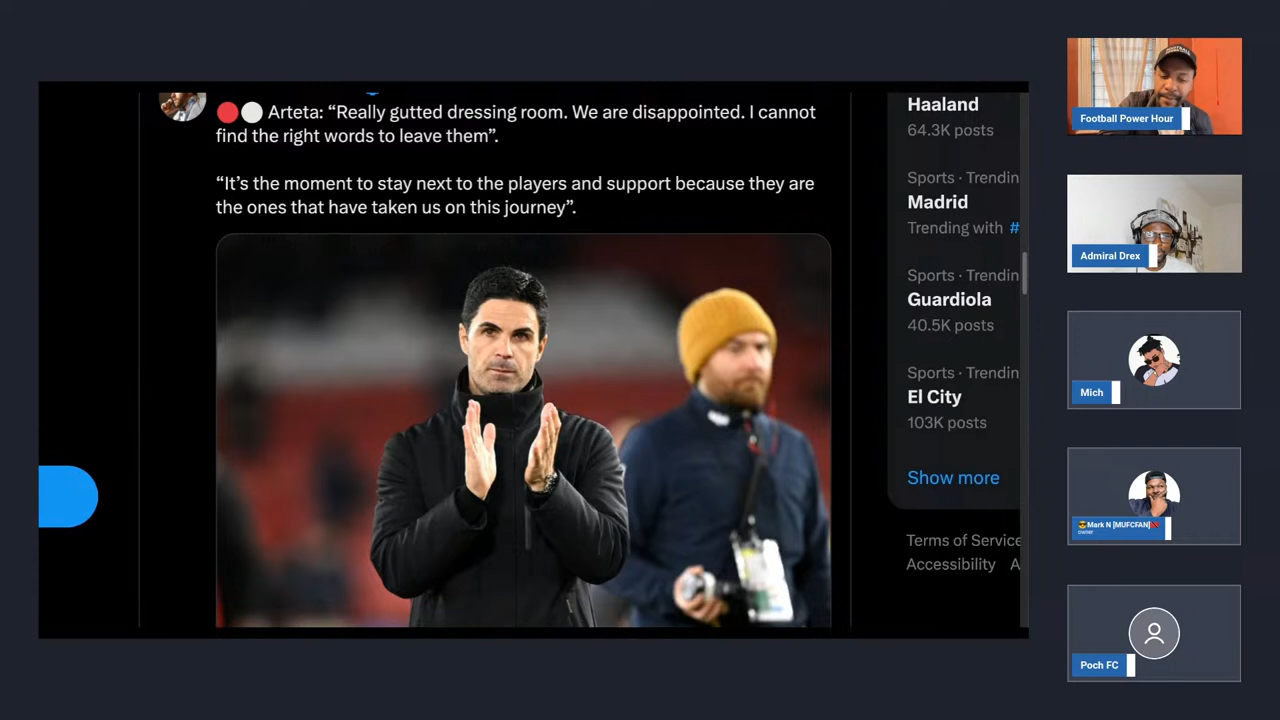 🔴⚪ Arteta: “Really gutted dressing room. We are disappointed. I cannot
find the right words to leave them”.
“It’s the moment to stay next to the players and support because they are
the ones that have taken us on this journey”.
Haaland
64.3K posts
Sports · Trendin
Madrid
Trending with #
Sports · Trendin
Guardiola
40.5K posts
Sports · Trendin
El City
103K posts
Show more
Terms of Service
Accessibility A
Football Power Hour
Admiral Drex
Mich
😎Mark N [MUFCFAN]🇹🇹
owner
Poch FC